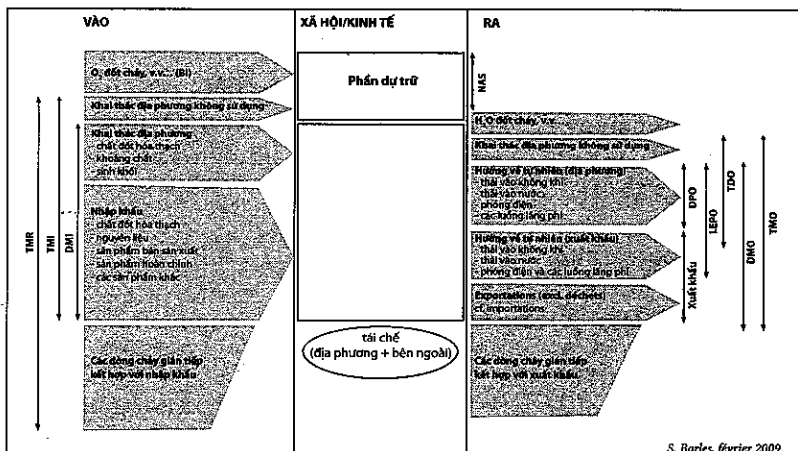 VÀO
XÃ HỘI/KINH TẾ
RA
O₂ đốt cháy, v.v... (BI)
Khai thác địa phương không sử dụng
Khai thác địa phương
chất đốt hóa thạch
khoáng chất
sinh khối
Nhập khẩu
chất đốt hóa thạch
nguyên liệu
sản phẩm bán sản xuất
sản phẩm hoàn chỉnh
các sản phẩm khác
Các dòng chảy gián tiếp
kết hợp với nhập khẩu
TMR
TMI
DMI
Phần dự trữ
tái chế
(địa phương + bên ngoài)
NAS
H₂O đốt cháy, v.v.
Khai thác địa phương không sử dụng
Hướng về tự nhiên (địa phương)
- thải vào không khí
- thải vào nước
- phóng điện
- các luồng lãng phí
Hướng về tự nhiên (xuất khẩu)
- thải vào không khí
- thải vào nước
- phóng điện và các luồng lãng phí
Exportations (excl. déchets)
cf. importations
Các dòng chảy gián tiếp
kết hợp với xuất khẩu
DPO
Xuất khẩu
LEPO
TDO
DMO
TMO
S. Barles, février 2009